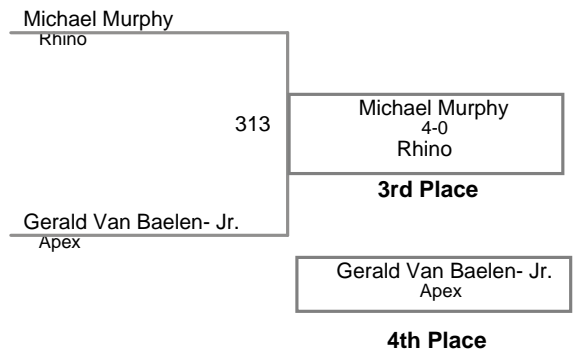 Michael Murphy
Rhino
313
Michael Murphy
4-0
Rhino
3rd Place
Gerald Van Baelen- Jr.
Apex
Gerald Van Baelen- Jr.
Apex
4th Place